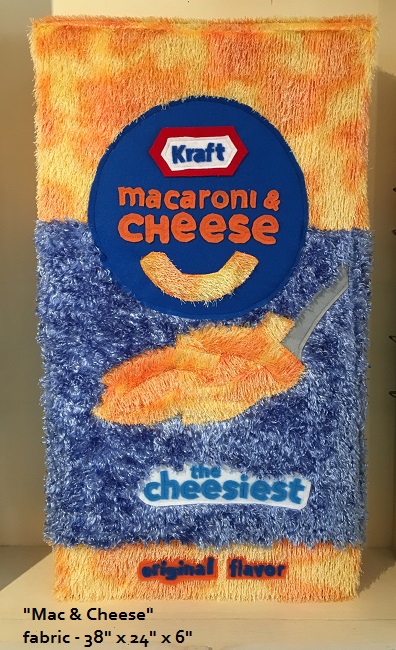 Kraft
macaroni &
CHEESE
the
cheesiest
original flavor
"Mac & Cheese"
fabric - 38" x 24" x 6"